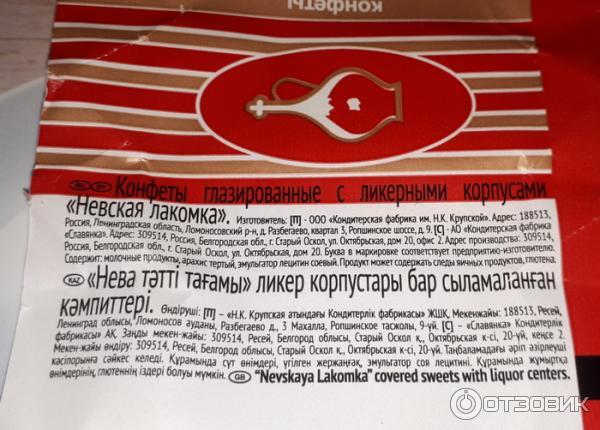 конфеты
RU BY Конфеты глазированные с ликерными корпусами
«Невская лакомка». Изготовитель: [П] - ООО «Кондитерская фабрика им. Н.К. Крупской». Адрес: 188513,
Россия, Ленинградская область, Ломоносовский р-н, д. Разбегаево, квартал 3, Ропшинское шоссе, д. 9. [С] - АО «Кондитерская фабрика
«Славянка». Адрес: 309514, Россия, Белгородская обл., г. Старый Оскол, ул. Октябрьская, дом 20, офис 2. Адрес производства: 309514,
Россия, Белгородская обл., г. Старый Оскол, ул. Октябрьская, дом 20. Буква в маркировке соответствует предприятию-изготовителю.
Содержит: молочные продукты, арахис тертый, эмульгатор лецитин соевый. Продукт может содержать следы яичных продуктов, глютена.
KAZ «Нева тәтті тағамы» ликер корпустары бар сыламаланған
кәмпиттері. Өндіруші: [П] – «Н.К. Крупская атындағы Кондитерлік фабрикасы» ЖШҚ, Мекенжайы: 188513, Ресей,
Ленинград облысы, Ломоносов ауданы, Разбегаево д., 3 Махалла, Ропшинское тасжолы, 9-үй. [С] – «Славянка» Кондитерлік
фабрикасы» АҚ. Заңды мекен-жайы: 309514, Ресей, Белгород облысы, Старый Оскол қ., Октябрьская к-сі, 20-үй, кеңсе 2.
Мекен-жайы өндіру: 309514, Ресей, Белгород облысы, Старый Оскол қ., Октябрьская к-сі, 20-үй. Таңбаламадағы әріп әзірлеуші
кәсіпорынға сәйкес келеді. Құрамында сүт өнімдері, үгілген жержаңғақ, эмульгатор соя лецитині. Құрамында жұмыртқа
өнімдерінің, глютеннің іздері болуы мүмкін. GB "Nevskaya Lakomka" covered sweets with liquor centers.
ОТЗОВИК